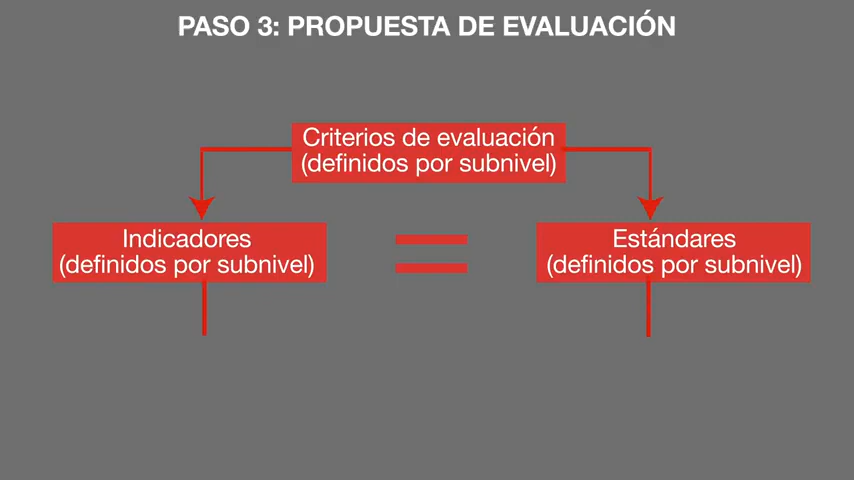 PASO 3: PROPUESTA DE EVALUACIÓN
Criterios de evaluación
(definidos por subnivel)
Indicadores
(definidos por subnivel)
Estándares
(definidos por subnivel)